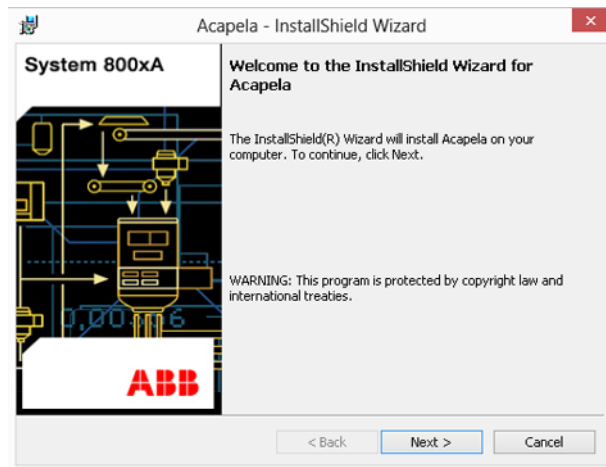 Acapela - InstallShield Wizard
System 800xA
Welcome to the InstallShield Wizard for
Acapela
The InstallShield(R) Wizard will install Acapela on your
computer. To continue, click Next.
WARNING: This program is protected by copyright law and
international treaties.
ABB
< Back
Next >
Cancel